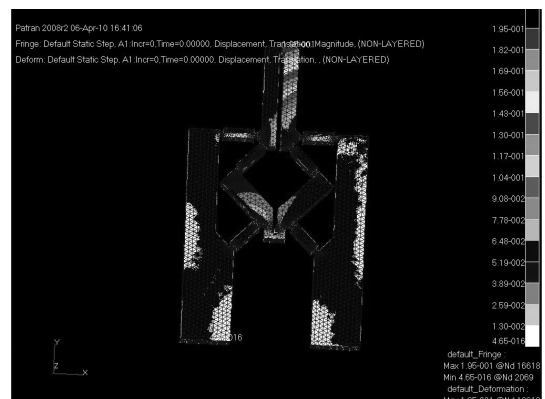 Patran 2008r2 06-Apr-10 16:41:06
Fringe: Default Static Step, A1:Incr=0,Time=0.00000, Displacement, Translation, Magnitude, (NON-LAYERED)
Deform: Default Static Step, A1:Incr=0,Time=0.00000, Displacement, Translation, , (NON-LAYERED)
1.95-001
1.82-001
1.69-001
1.56-001
1.43-001
1.30-001
1.17-001
1.04-001
9.08-002
7.78-002
6.48-002
5.19-002
3.89-002
2.59-002
1.30-002
4.65-016
Y
Z
X
default_Fringe :
Max 1.95-001 @Nd 16618
Min 4.65-016 @Nd 2069
default_Deformation :